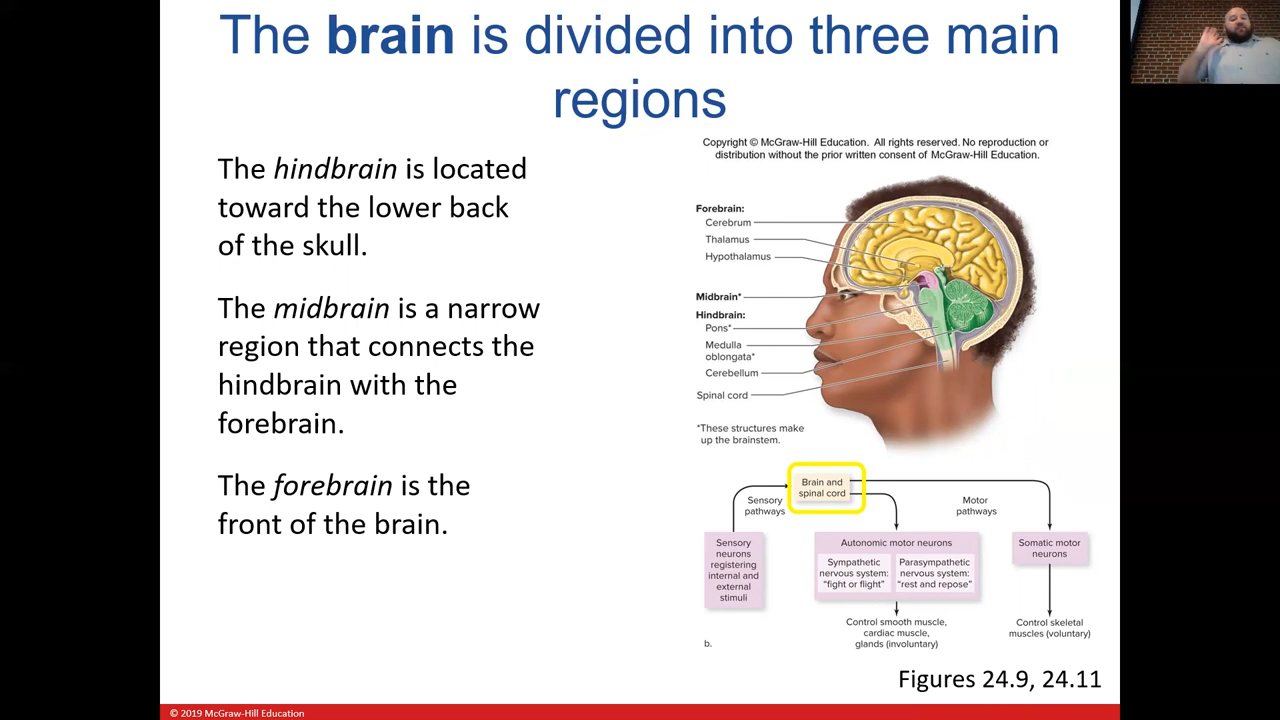 The brain is divided into three main
regions
The hindbrain is located
toward the lower back
of the skull.
The midbrain is a narrow
region that connects the
hindbrain with the
forebrain.
The forebrain is the
front of the brain.
Copyright © McGraw-Hill Education. All rights reserved. No reproduction or
distribution without the prior written consent of McGraw-Hill Education.
Forebrain:
Cerebrum
Thalamus
Hypothalamus
Midbrain*
Hindbrain:
Pons*
Medulla
oblongata*
Cerebellum
Spinal cord
*These structures make
up the brainstem.
Brain and
spinal cord
Sensory
pathways
Motor
pathways
Sensory
neurons
registering
internal and
external
stimuli
Autonomic motor neurons
Sympathetic
nervous system:
"fight or flight"
Parasympathetic
nervous system:
"rest and repose"
Somatic motor
neurons
Control smooth muscle,
cardiac muscle,
glands (involuntary)
Control skeletal
muscles (voluntary)
b.
Figures 24.9, 24.11
© 2019 McGraw-Hill Education